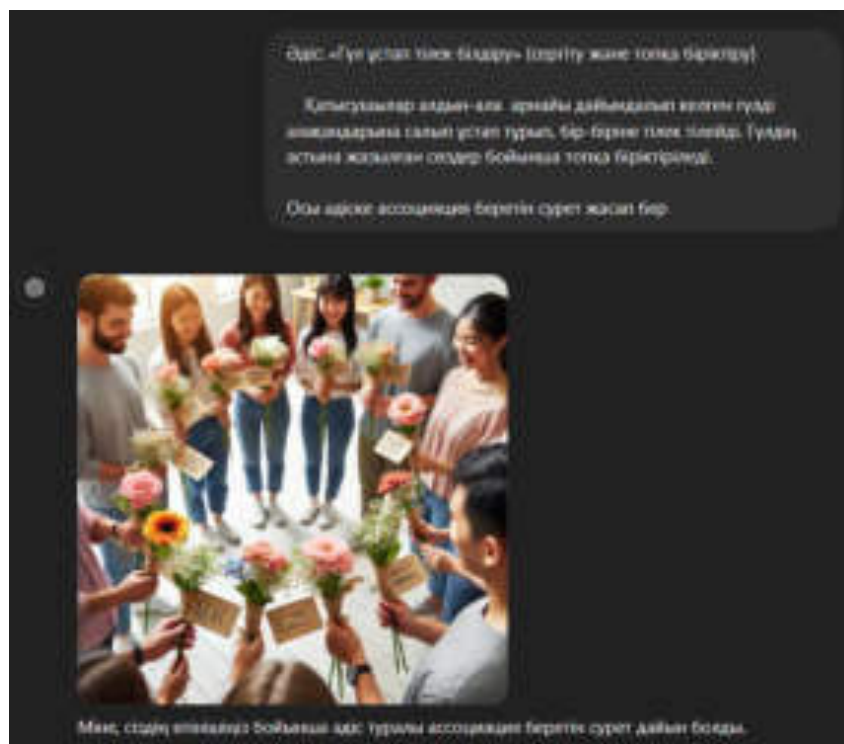 Әдіс: «Гүл ұстап тілек білдіру» (сергіту және топқа біріктіру)
Қатысушылар алдын-ала арнайы дайындалып келген гүлді
алақандарына салып ұстап тұрып, бір-біріне тілек тілейді. Гүлдің
астына жазылған сөздер бойынша топқа біріктіріледі.
Осы әдіске ассоциация беретін сурет жасап бер
Міне, сіздің өтінішіңіз бойынша әдіс туралы ассоциация беретін сурет дайын болды.